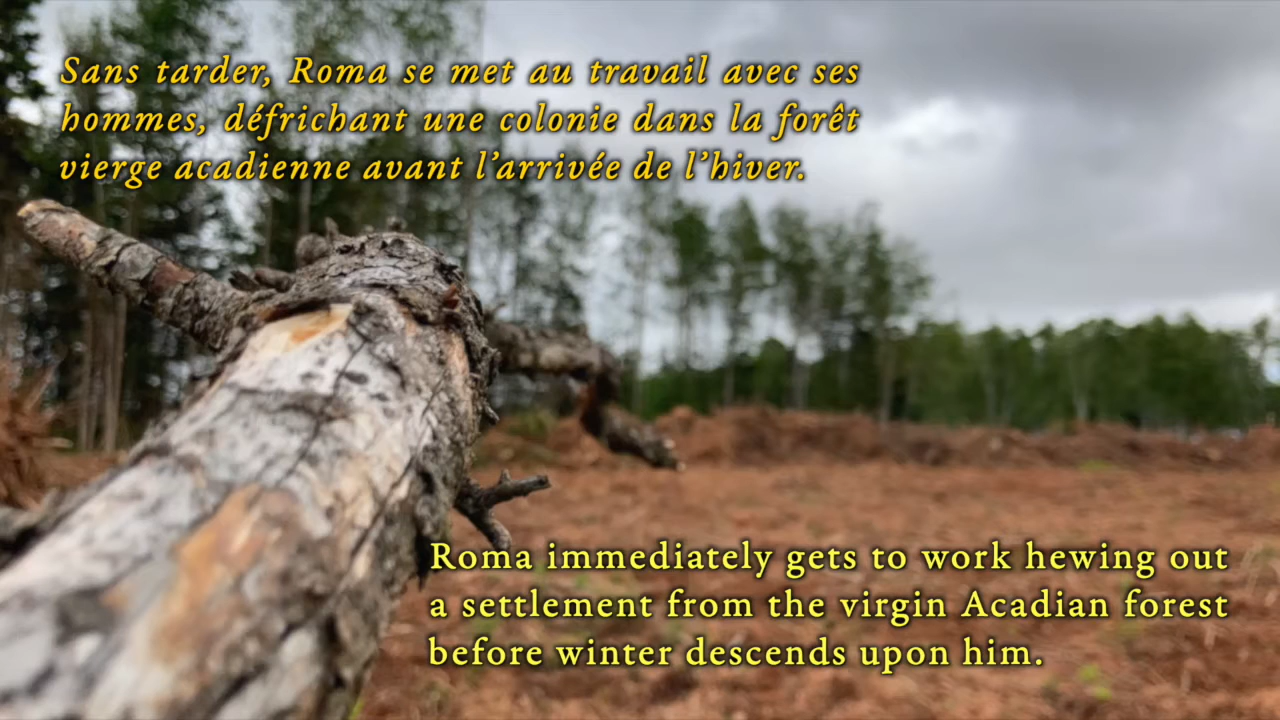 Sans tarder, Roma se met au travail avec ses
hommes, défrichant une colonie dans la forêt
vierge acadienne avant l’arrivée de l’hiver.
Roma immediately gets to work hewing out
a settlement from the virgin Acadian forest
before winter descends upon him.